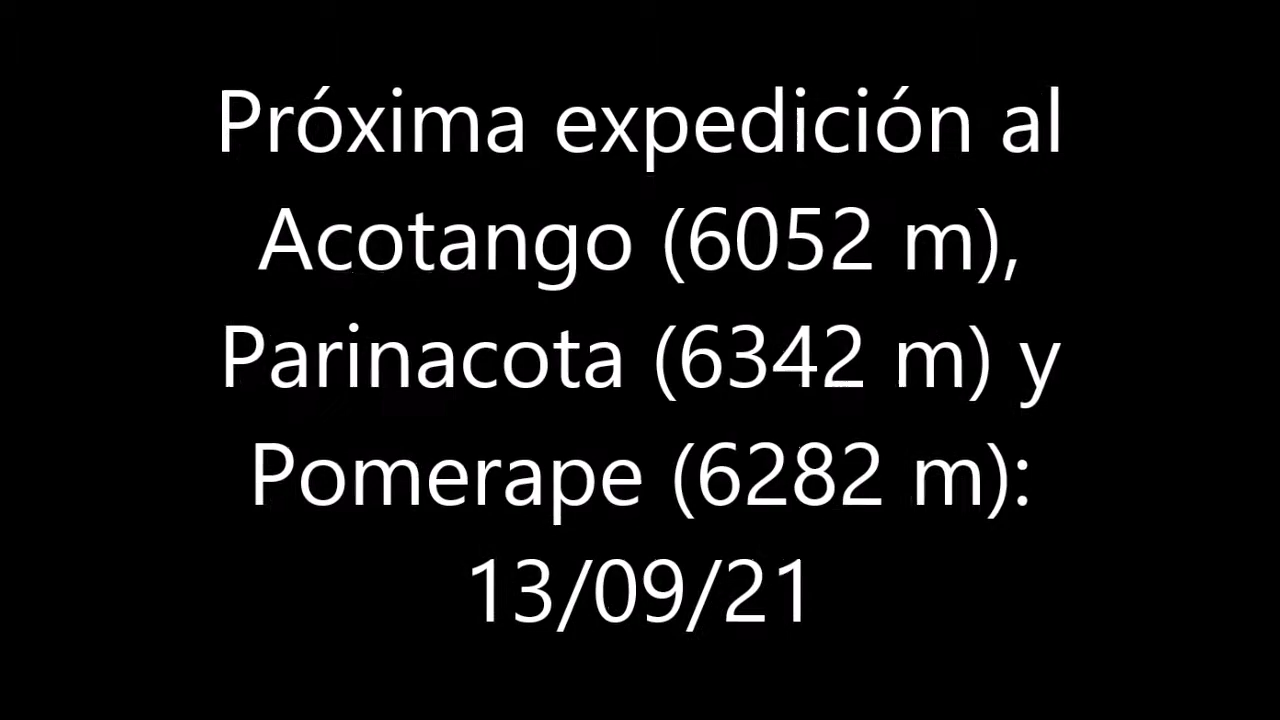 Próxima expedición al
Acotango (6052 m),
Parinacota (6342 m) y
Pomerape (6282 m):
13/09/21